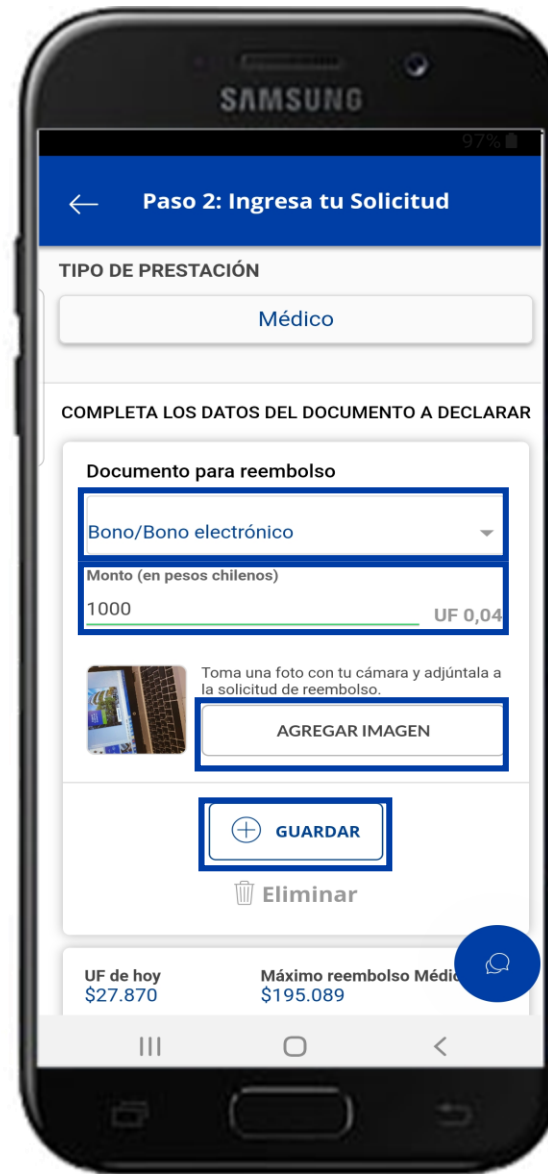 SAMSUNG
97%
Paso 2: Ingresa tu Solicitud
TIPO DE PRESTACIÓN
Médico
COMPLETA LOS DATOS DEL DOCUMENTO A DECLARAR
Documento para reembolso
Bono/Bono electrónico
Monto (en pesos chilenos)
1000
UF 0,04
Toma una foto con tu cámara y adjúntala a
la solicitud de reembolso.
AGREGAR IMAGEN
GUARDAR
Eliminar
UF de hoy
Máximo reembolso Médic
$27.870
$195.089